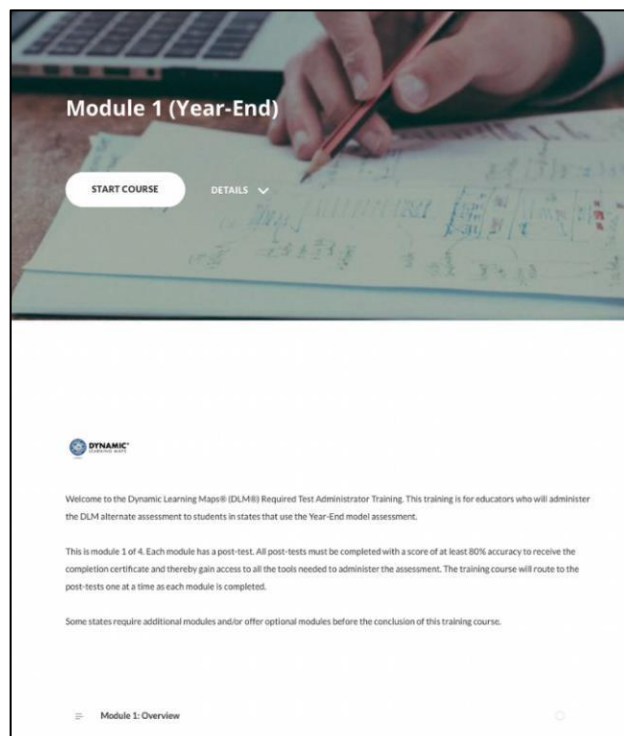 Module 1 (Year-End)
START COURSE
DETAILS
DYNAMIC®
LEARNING MAPS
Welcome to the Dynamic Learning Maps® (DLM®) Required Test Administrator Training. This training is for educators who will administer
the DLM alternate assessment to students in states that use the Year-End model assessment.
This is module 1 of 4. Each module has a post-test. All post-tests must be completed with a score of at least 80% accuracy to receive the
completion certificate and thereby gain access to all the tools needed to administer the assessment. The training course will route to the
post-tests one at a time as each module is completed.
Some states require additional modules and/or offer optional modules before the conclusion of this training course.
Module 1: Overview